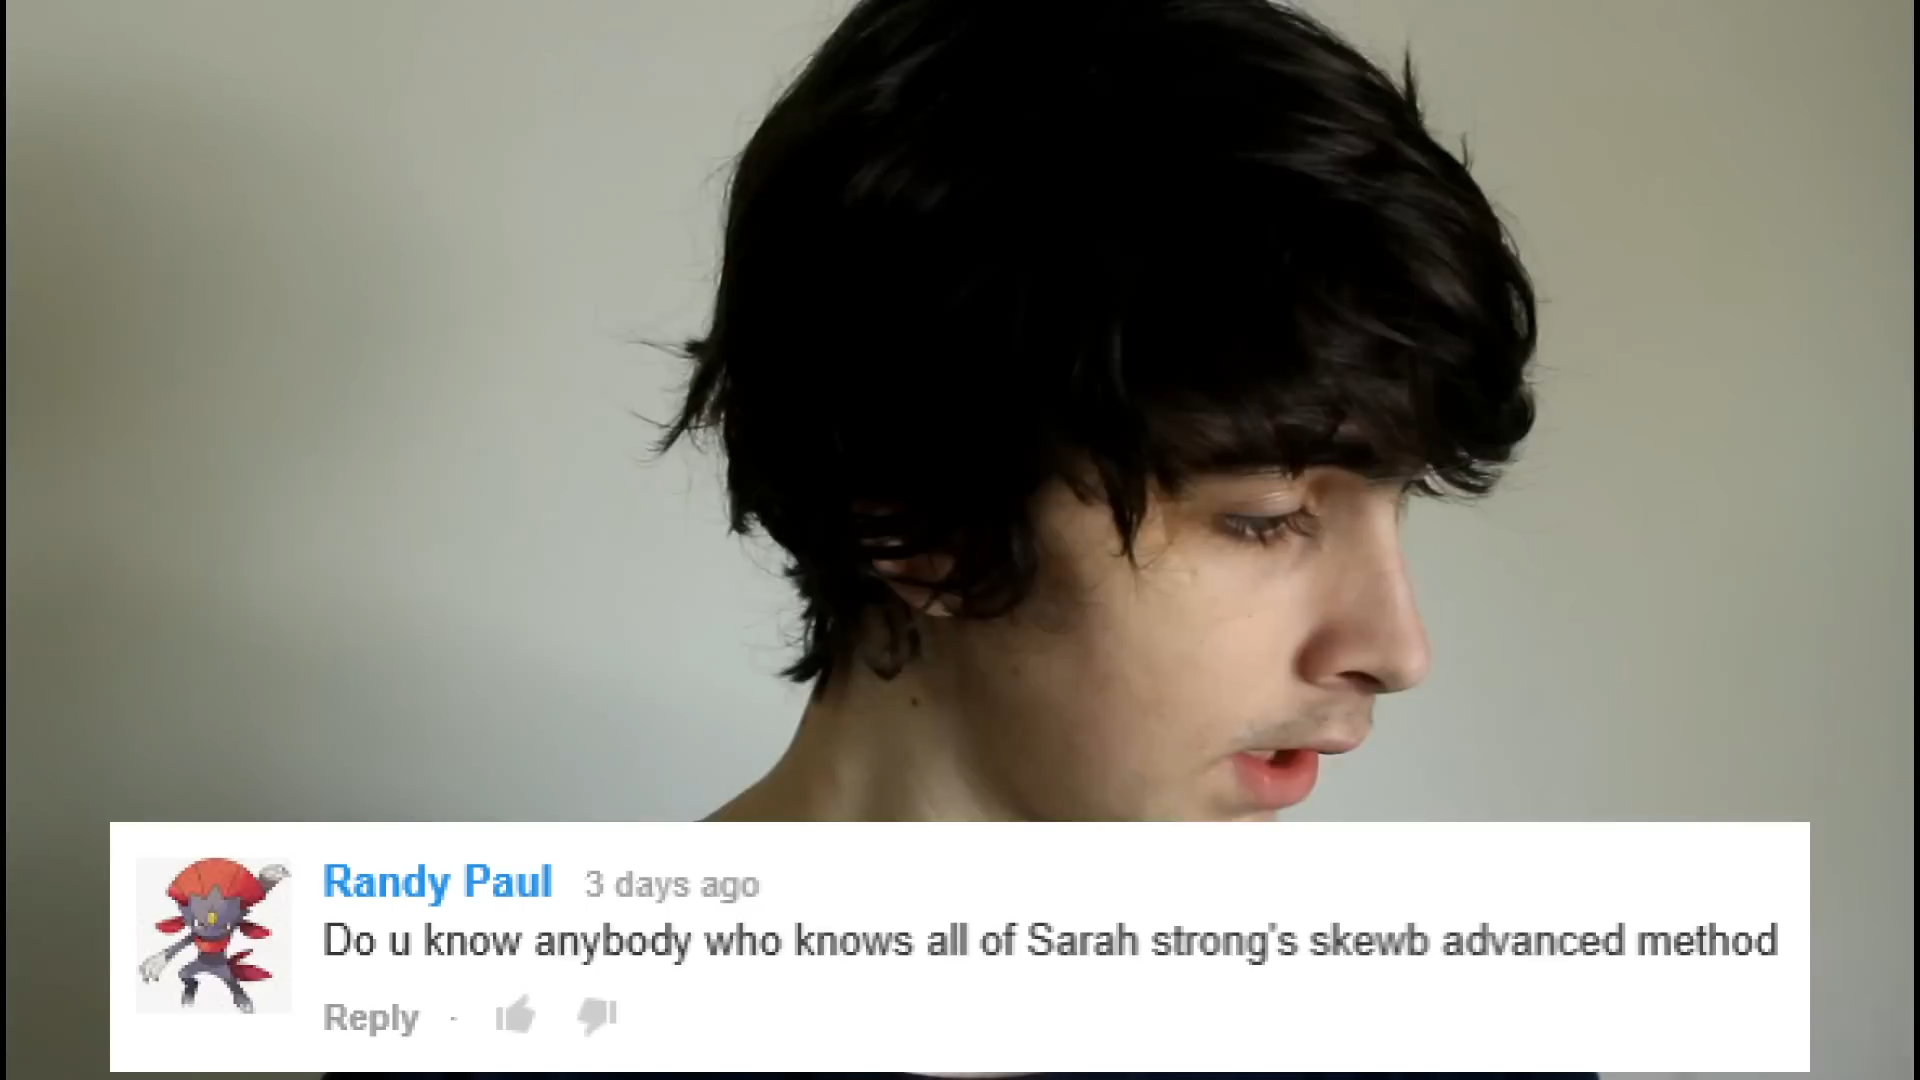 Randy Paul 3 days ago
Do u know anybody who knows all of Sarah strong's skewb advanced method
Reply ·